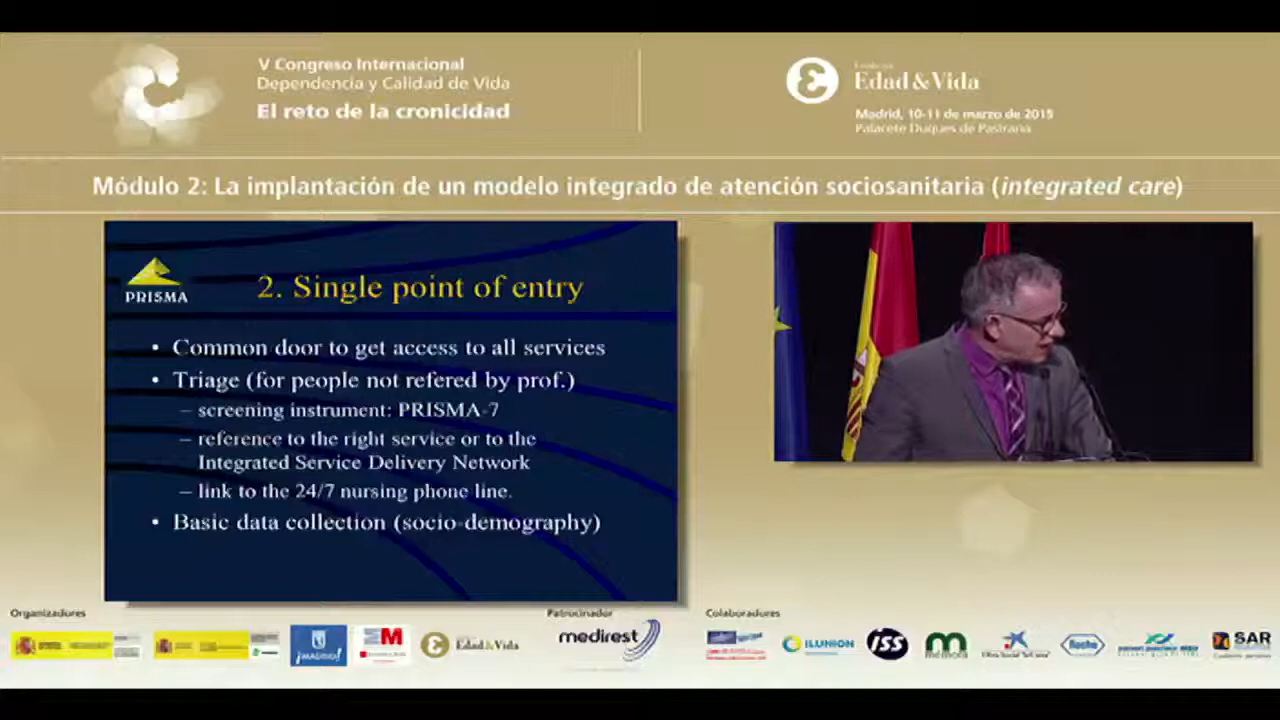 V Congreso Internacional
Dependencia y Calidad de Vida
El reto de la cronicidad
Edad&Vida
Madrid, 10-11 de marzo de 2015
Palacete Duques de Pastrana
Módulo 2: La implantación de un modelo integrado de atención sociosanitaria (integrated care)
PRISMA
2. Single point of entry
• Common door to get access to all services
• Triage (for people not refered by prof.)
– screening instrument: PRISMA-7
– reference to the right service or to the
Integrated Service Delivery Network
– link to the 24/7 nursing phone line.
• Basic data collection (socio-demography)
Organizadores
Patrocinador
Colaboradores
¡MADRID!
M
Edad&Vida
medirest
ILUNION
iss
memora
Roche
SAR